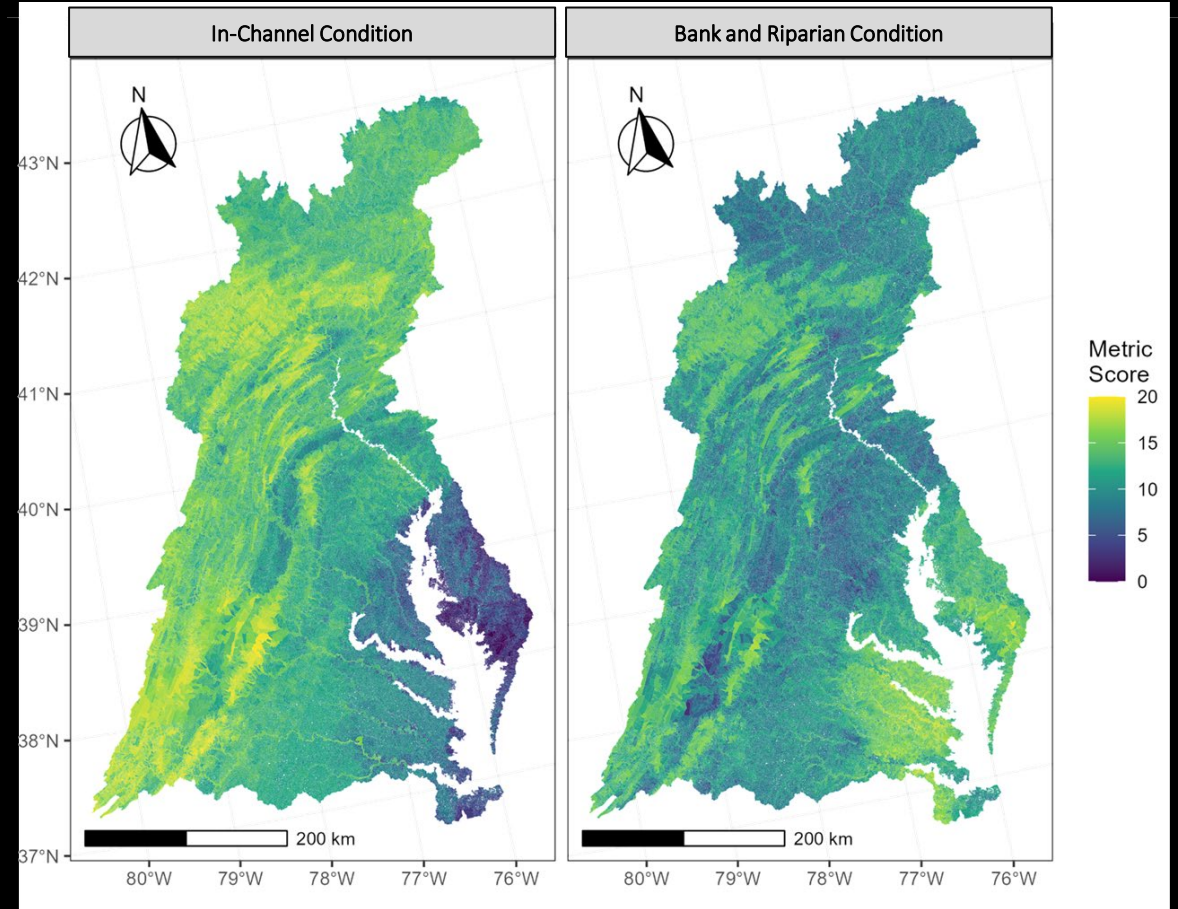 In-Channel Condition
Bank and Riparian Condition
N
N
43°N
42°N
41°N
40°N
39°N
38°N
37°N
200 km
200 km
80°W 79°W 78°W 77°W 76°W
80°W 79°W 78°W 77°W 76°W
Metric
Score
20
15
10
5
0